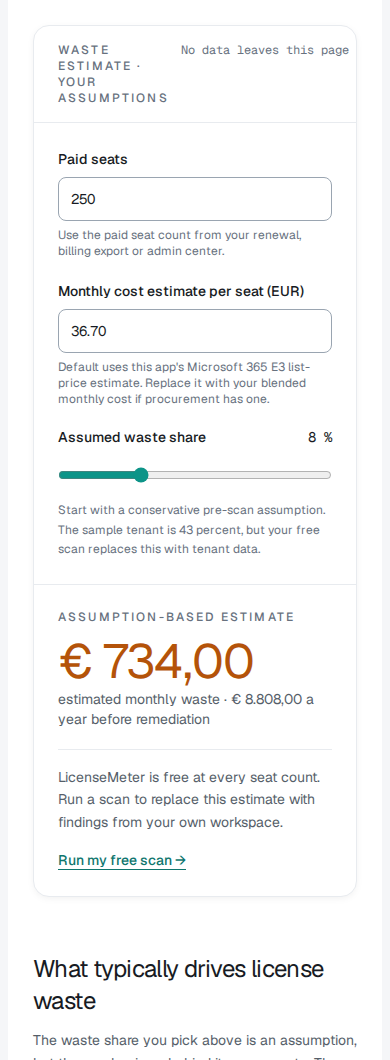 WASTE
ESTIMATE ·
YOUR
ASSUMPTIONS
No data leaves this page
Paid seats
250
Use the paid seat count from your renewal,
billing export or admin center.
Monthly cost estimate per seat (EUR)
36.70
Default uses this app's Microsoft 365 E3 list-
price estimate. Replace it with your blended
monthly cost if procurement has one.
Assumed waste share 8 %
Start with a conservative pre-scan assumption.
The sample tenant is 43 percent, but your free
scan replaces this with tenant data.
ASSUMPTION-BASED ESTIMATE
€ 734,00
estimated monthly waste · € 8.808,00 a
year before remediation
LicenseMeter is free at every seat count.
Run a scan to replace this estimate with
findings from your own workspace.
Run my free scan →
What typically drives license
waste
The waste share you pick above is an assumption,